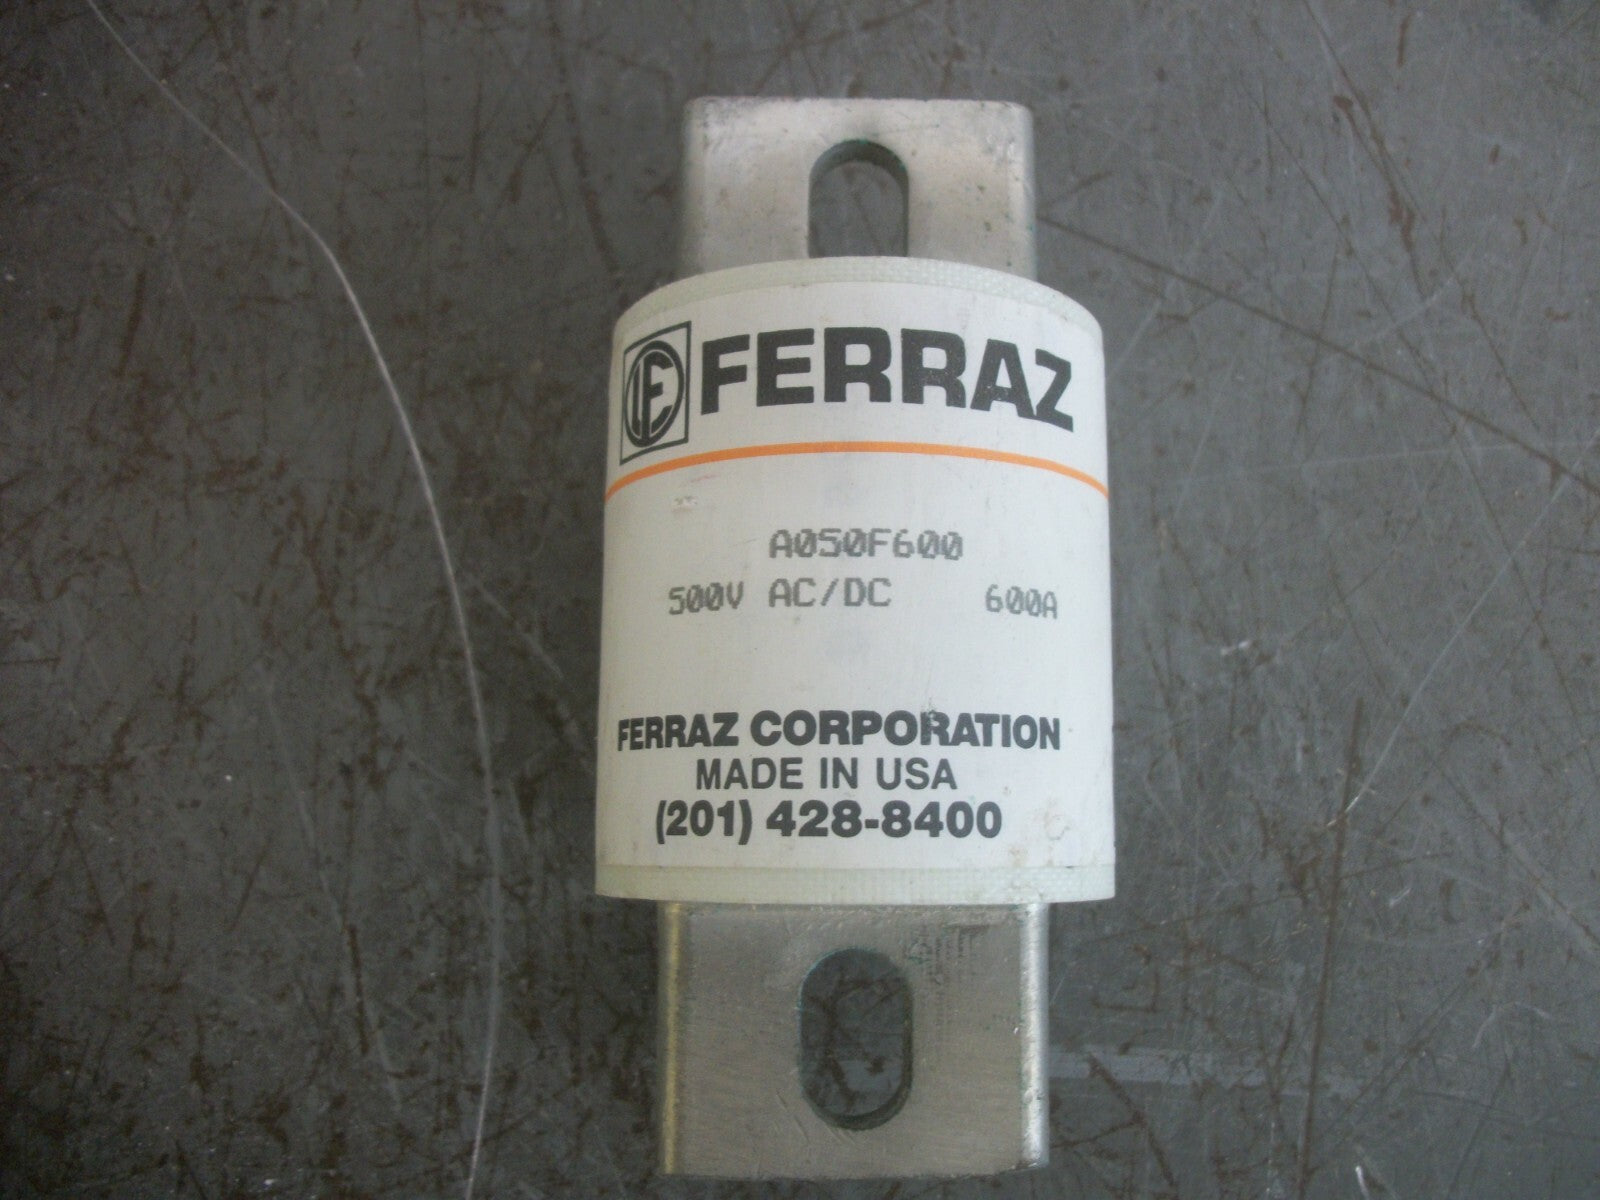 FERRAZ
A050F600
500V AC/DC 600A
FERRAZ CORPORATION
MADE IN USA
(201) 428-8400